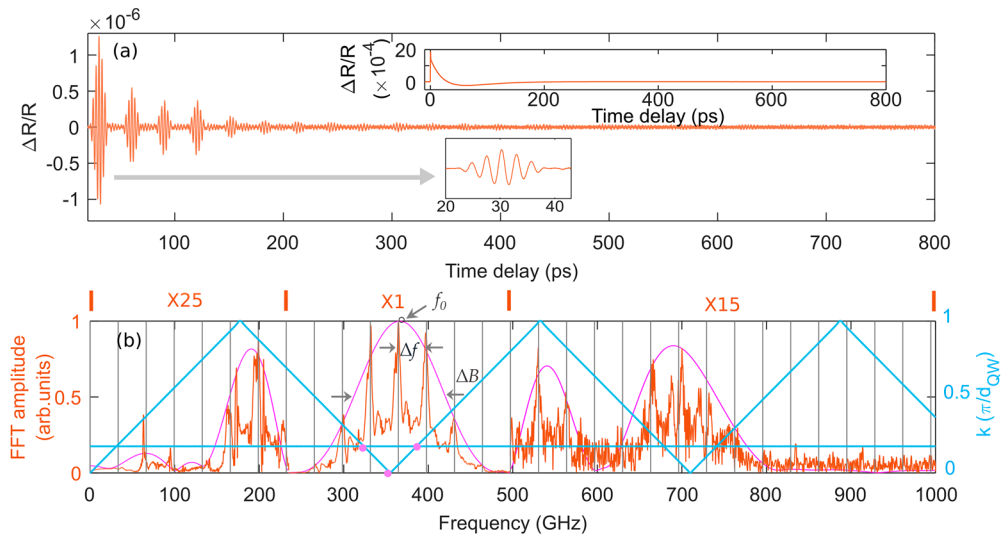 × 10⁻⁶
(a)
1
0.5
0
-0.5
-1
ΔR/R
ΔR/R
(× 10⁻⁴)
20
0
0 200 400 600 800
Time delay (ps)
20 30 40
100 200 300 400 500 600 700 800
Time delay (ps)
X25 X1 X15
f₀
(b)
Δf
ΔB
1
0.5
0
FFT amplitude
(arb.units)
1
0.5
0
k (π/d_QW)
0 100 200 300 400 500 600 700 800 900 1000
Frequency (GHz)